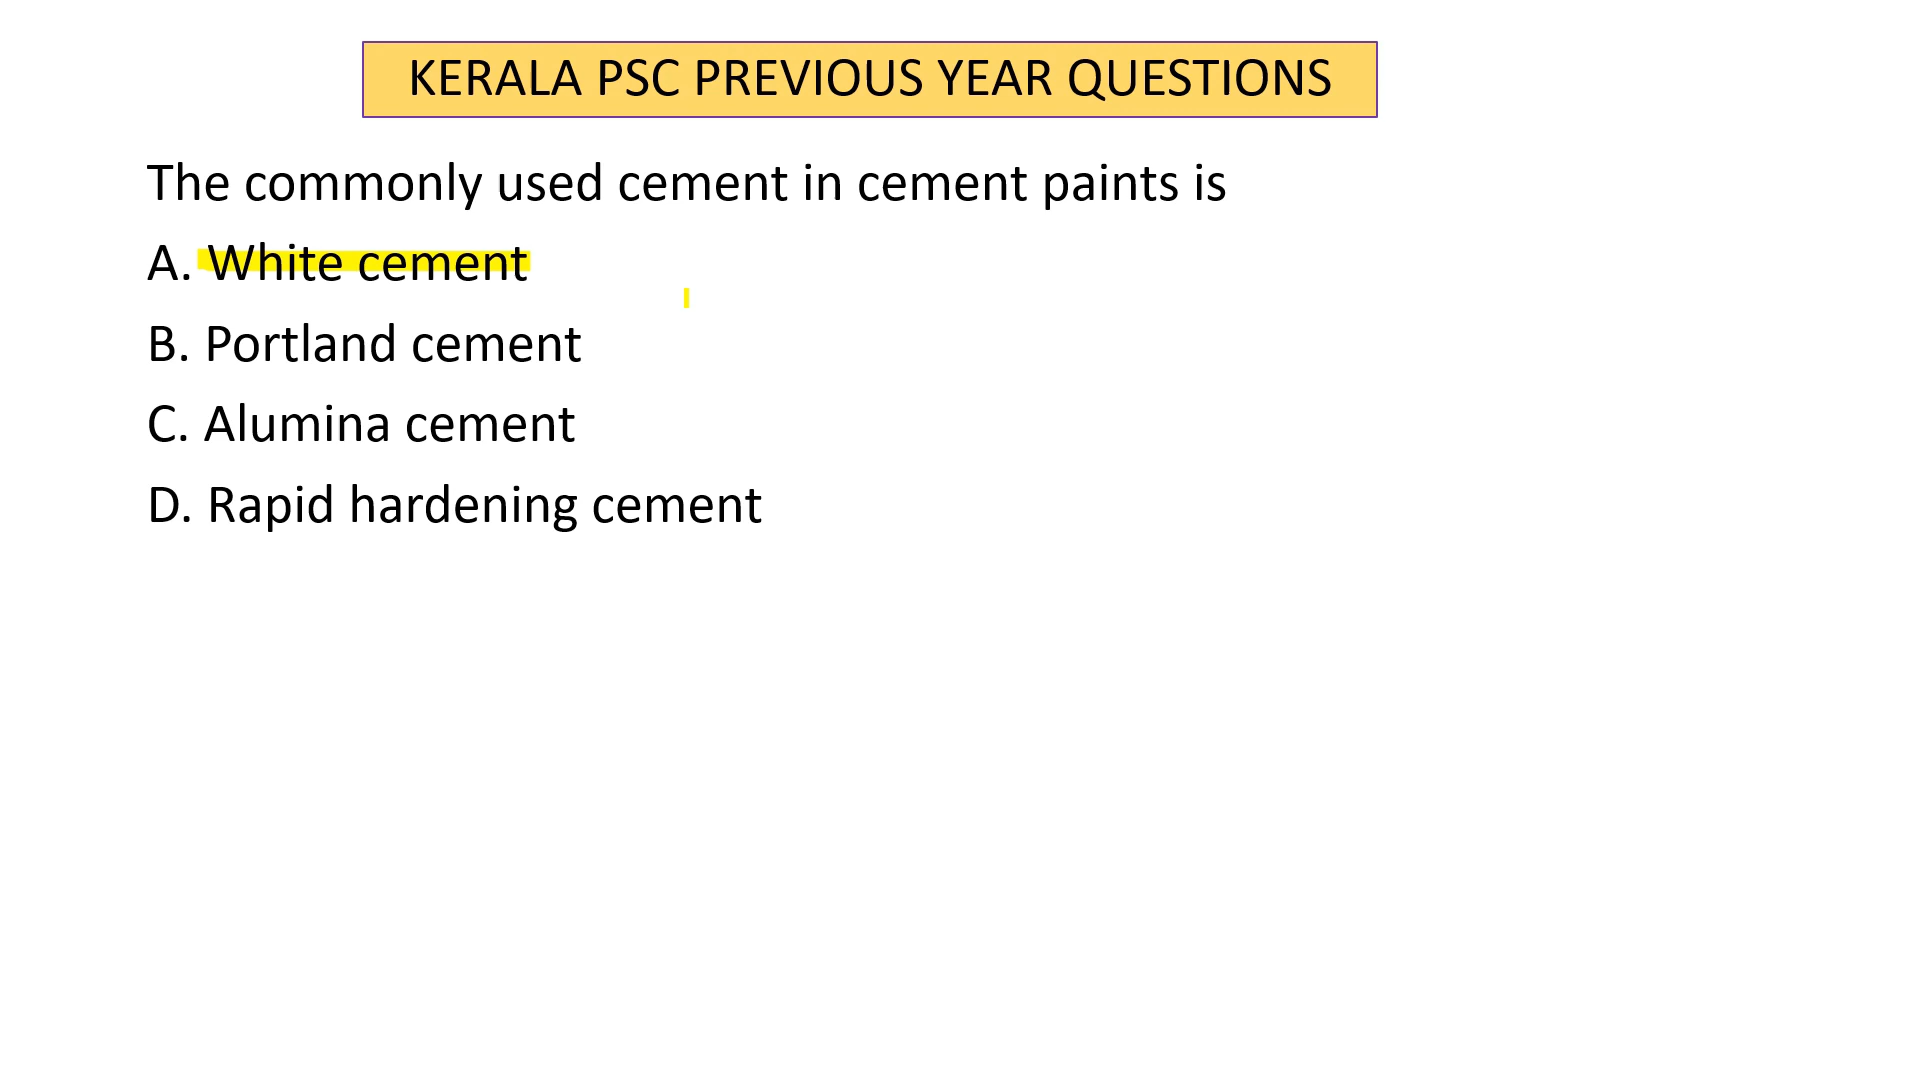 KERALA PSC PREVIOUS YEAR QUESTIONS
The commonly used cement in cement paints is
A. White cement
B. Portland cement
C. Alumina cement
D. Rapid hardening cement